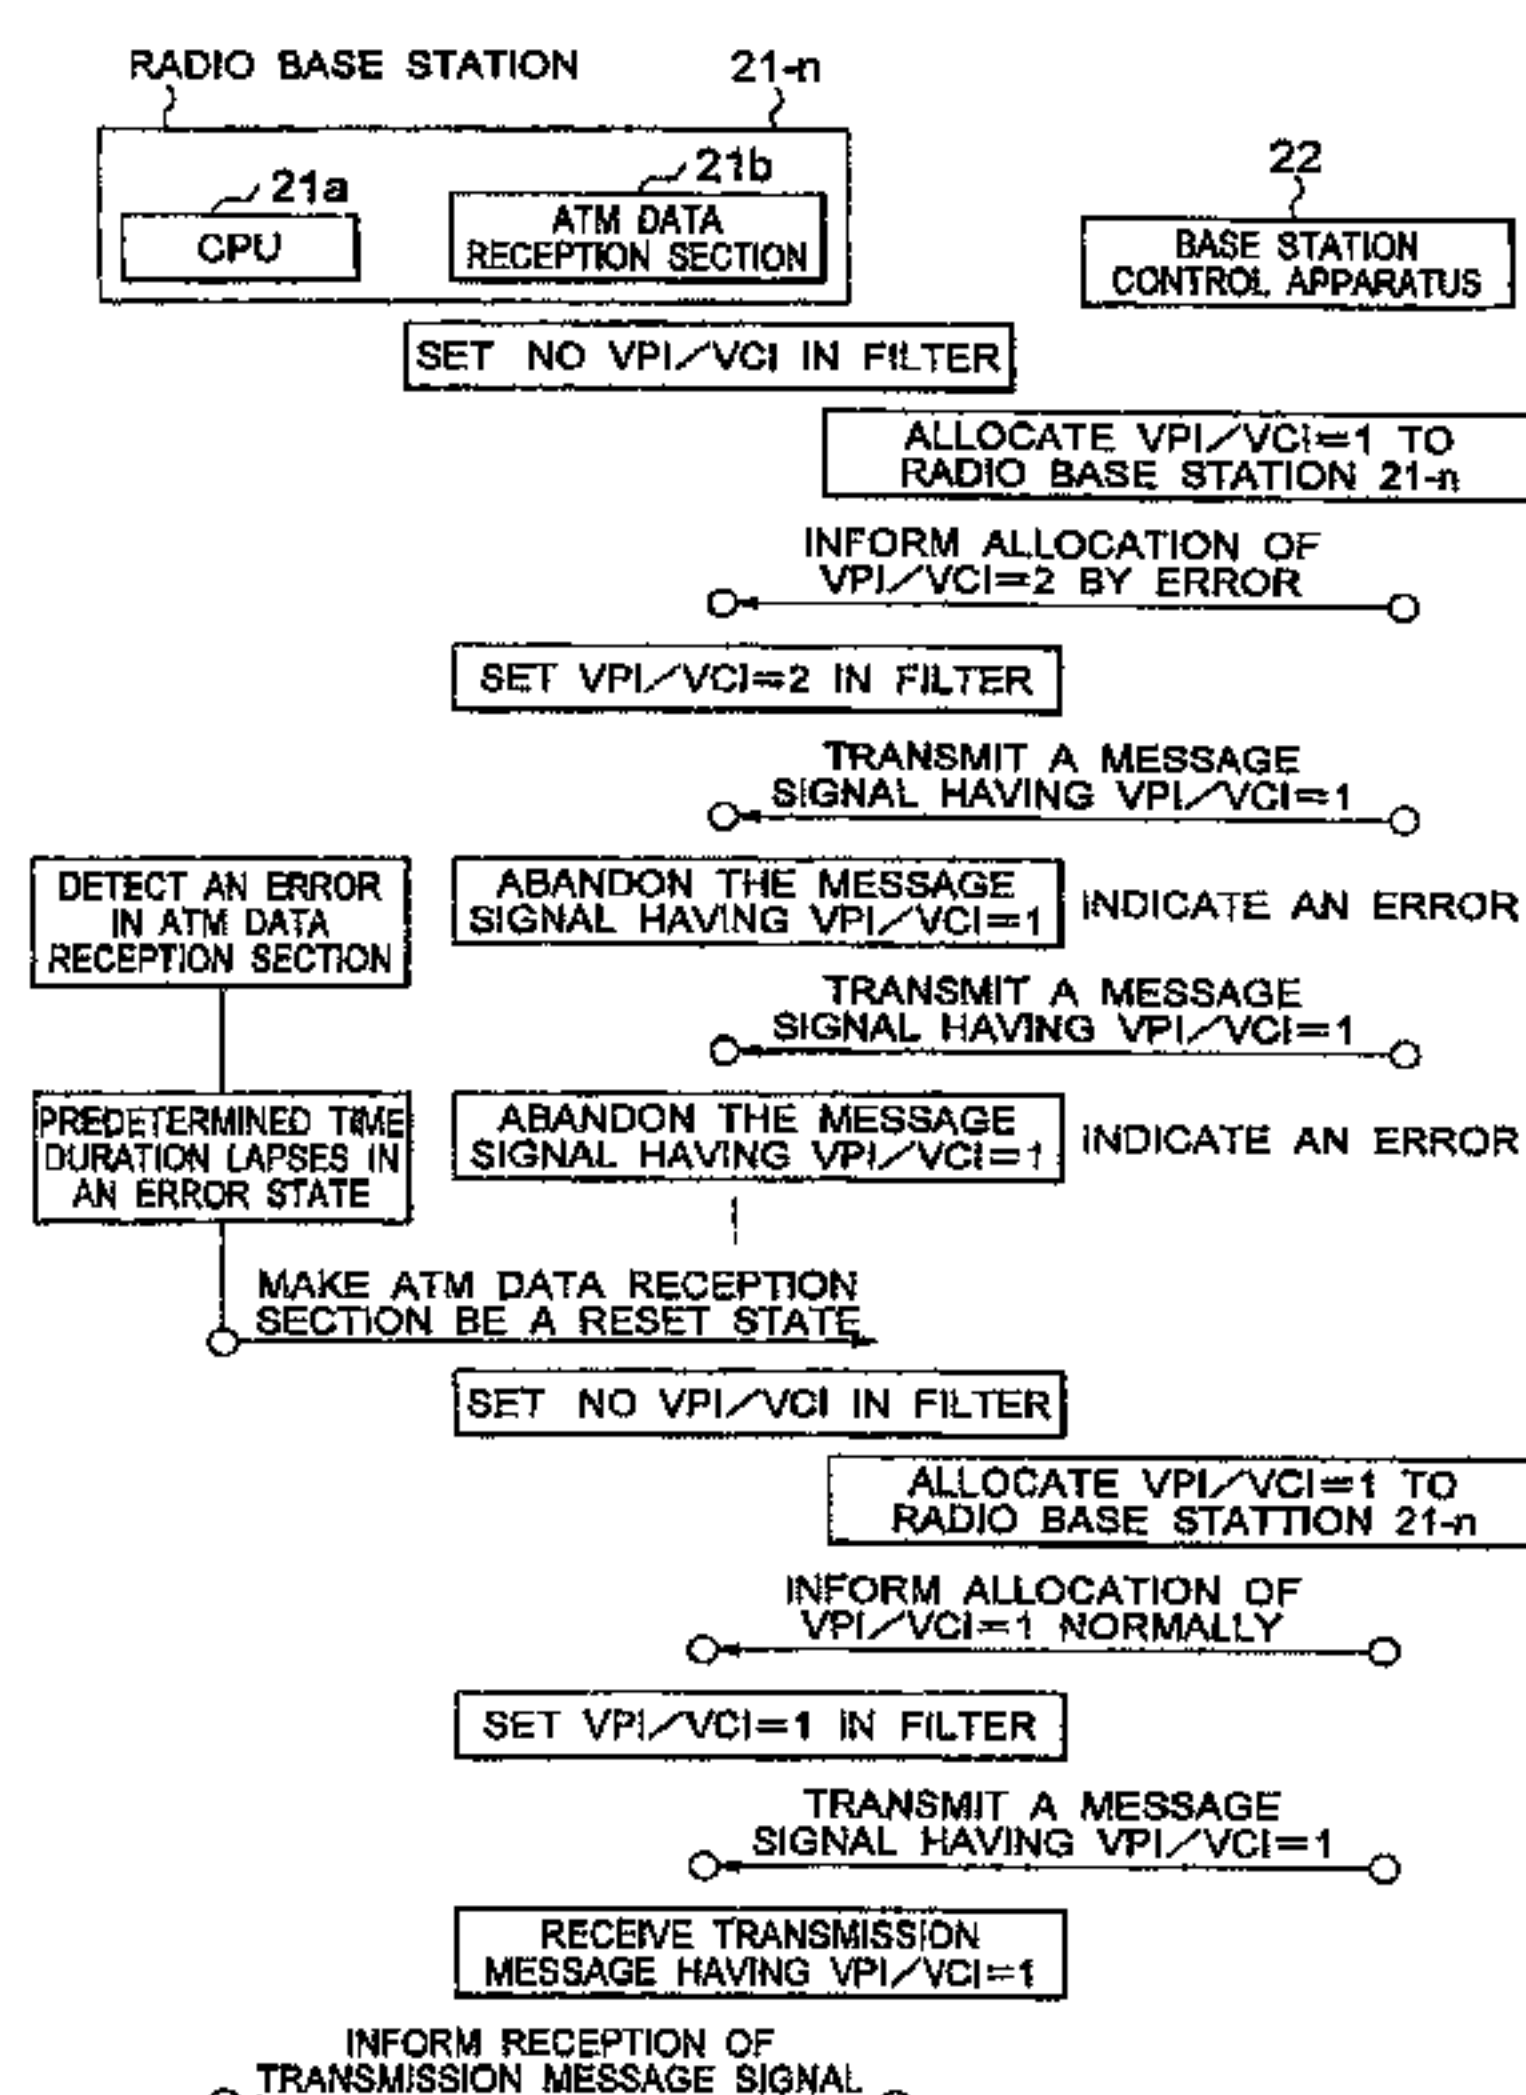 RADIO BASE STATION
21-n
21a
21b
22
CPU
ATM DATA
RECEPTION SECTION
BASE STATION
CONTROL APPARATUS
SET NO VPI/VCI IN FILTER
ALLOCATE VPI/VCI=1 TO
RADIO BASE STATION 21-n
INFORM ALLOCATION OF
VPI/VCI=2 BY ERROR
SET VPI/VCI=2 IN FILTER
TRANSMIT A MESSAGE
SIGNAL HAVING VPI/VCI=1
DETECT AN ERROR
IN ATM DATA
RECEPTION SECTION
ABANDON THE MESSAGE
SIGNAL HAVING VPI/VCI=1
INDICATE AN ERROR
TRANSMIT A MESSAGE
SIGNAL HAVING VPI/VCI=1
PREDETERMINED TIME
DURATION LAPSES IN
AN ERROR STATE
ABANDON THE MESSAGE
SIGNAL HAVING VPI/VCI=1
INDICATE AN ERROR
MAKE ATM DATA RECEPTION
SECTION BE A RESET STATE
SET NO VPI/VCI IN FILTER
ALLOCATE VPI/VCI=1 TO
RADIO BASE STATTION 21-n
INFORM ALLOCATION OF
VPI/VCI=1 NORMALLY
SET VPI/VCI=1 IN FILTER
TRANSMIT A MESSAGE
SIGNAL HAVING VPI/VCI=1
RECEIVE TRANSMISSION
MESSAGE HAVING VPI/VCI=1
INFORM RECEPTION OF
TRANSMISSION MESSAGE SIGNAL